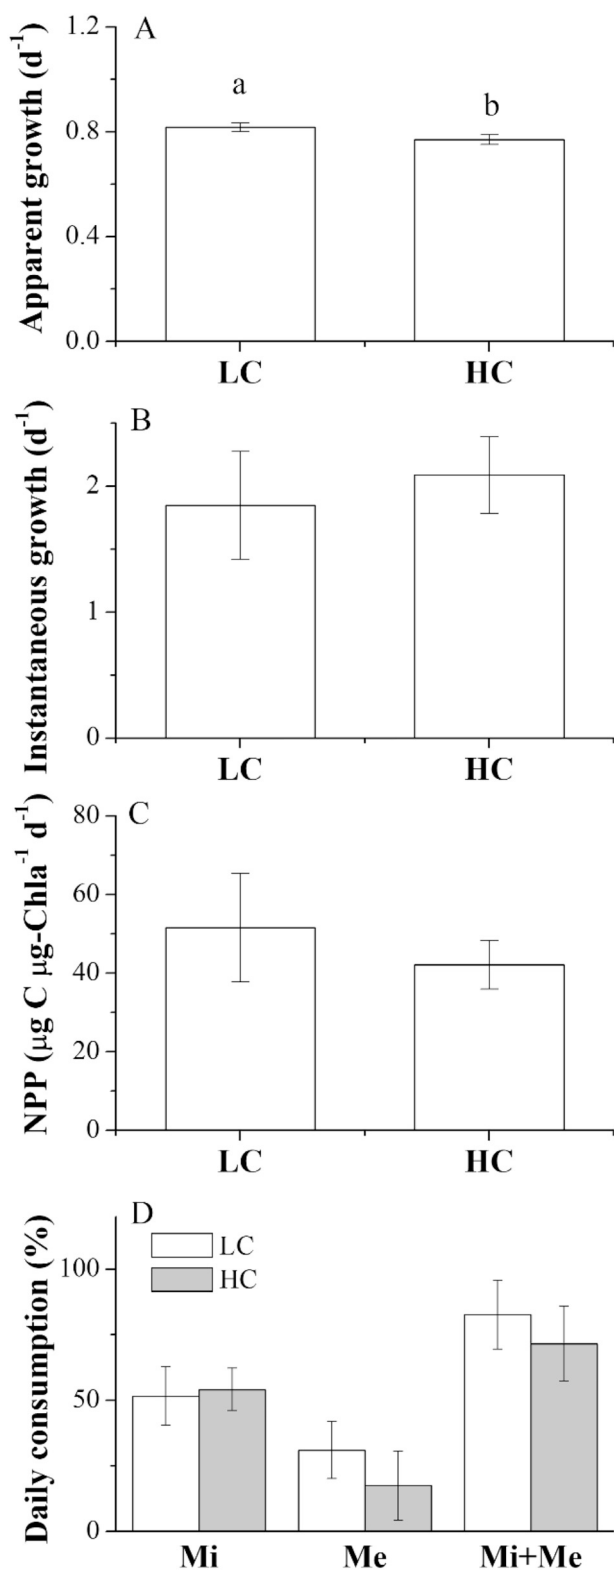 A
Apparent growth (d⁻¹)
1.2
0.8
0.4
0.0
a
b
LC
HC
B
Instantaneous growth (d⁻¹)
2
1
0
LC
HC
C
NPP (μg C μg-Chla⁻¹ d⁻¹)
80
60
40
20
0
LC
HC
D
Daily consumption (%)
100
50
0
LC
HC
Mi
Me
Mi+Me